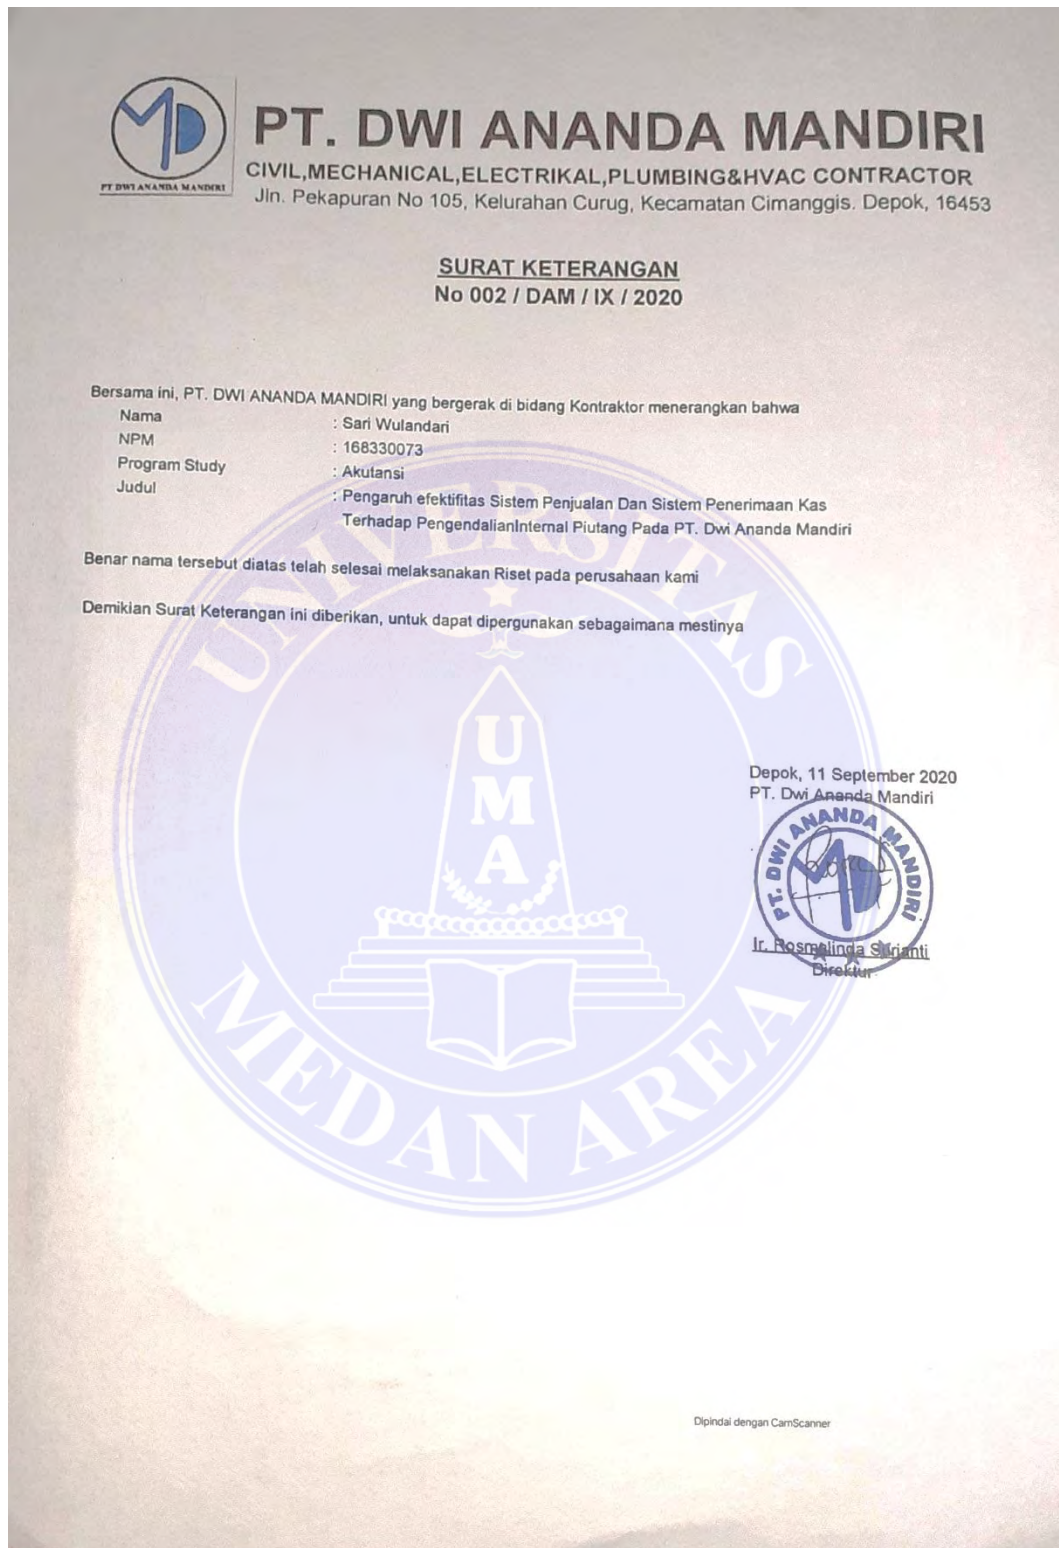 PT DWI ANANDA MANDIRI
PT. DWI ANANDA MANDIRI
CIVIL,MECHANICAL,ELECTRIKAL,PLUMBING&HVAC CONTRACTOR
Jln. Pekapuran No 105, Kelurahan Curug, Kecamatan Cimanggis. Depok, 16453
SURAT KETERANGAN
No 002 / DAM / IX / 2020
Bersama ini, PT. DWI ANANDA MANDIRI yang bergerak di bidang Kontraktor menerangkan bahwa
Nama : Sari Wulandari
NPM : 168330073
Program Study : Akutansi
Judul : Pengaruh efektifitas Sistem Penjualan Dan Sistem Penerimaan Kas
Terhadap PengendalianInternal Piutang Pada PT. Dwi Ananda Mandiri
Benar nama tersebut diatas telah selesai melaksanakan Riset pada perusahaan kami
Demikian Surat Keterangan ini diberikan, untuk dapat dipergunakan sebagaimana mestinya
UNIVERSITAS
UMA
MEDAN AREA
Depok, 11 September 2020
PT. Dwi Ananda Mandiri
PT. DWI ANANDA MANDIRI
Ir. Rosmalinda
Direktur
Dipindai dengan CamScanner